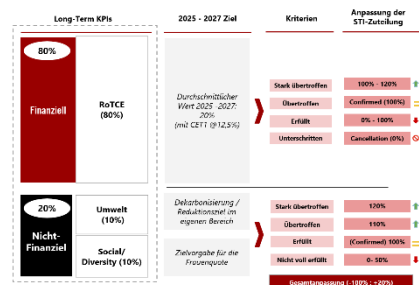 Long-Term KPIs
2025 - 2027 Ziel
Kriterien
Anpassung der
STI-Zuteilung
80%
Finanziell
RoTCE
(80%)
Durchschnittlicher
Wert 2025 -2027:
20%
(mit CET1 @12,5%)
Stark übertroffen
100% - 120%
Übertroffen
Confirmed (100%)
Erfüllt
0% - 100%
Unterschritten
Cancellation (0%)
20%
Nicht-
Finanziel
Umwelt
(10%)
Social/
Diversity (10%)
Dekarbonisierung /
Reduktionsziel im
eigenen Bereich
Zielvorgabe für die
Frauenquote
Stark übertroffen
120%
Übertroffen
110%
Erfüllt
(Confirmed) 100%
Nicht voll erfüllt
0- 50%
Gesamtanpassung (-100% : +20%)